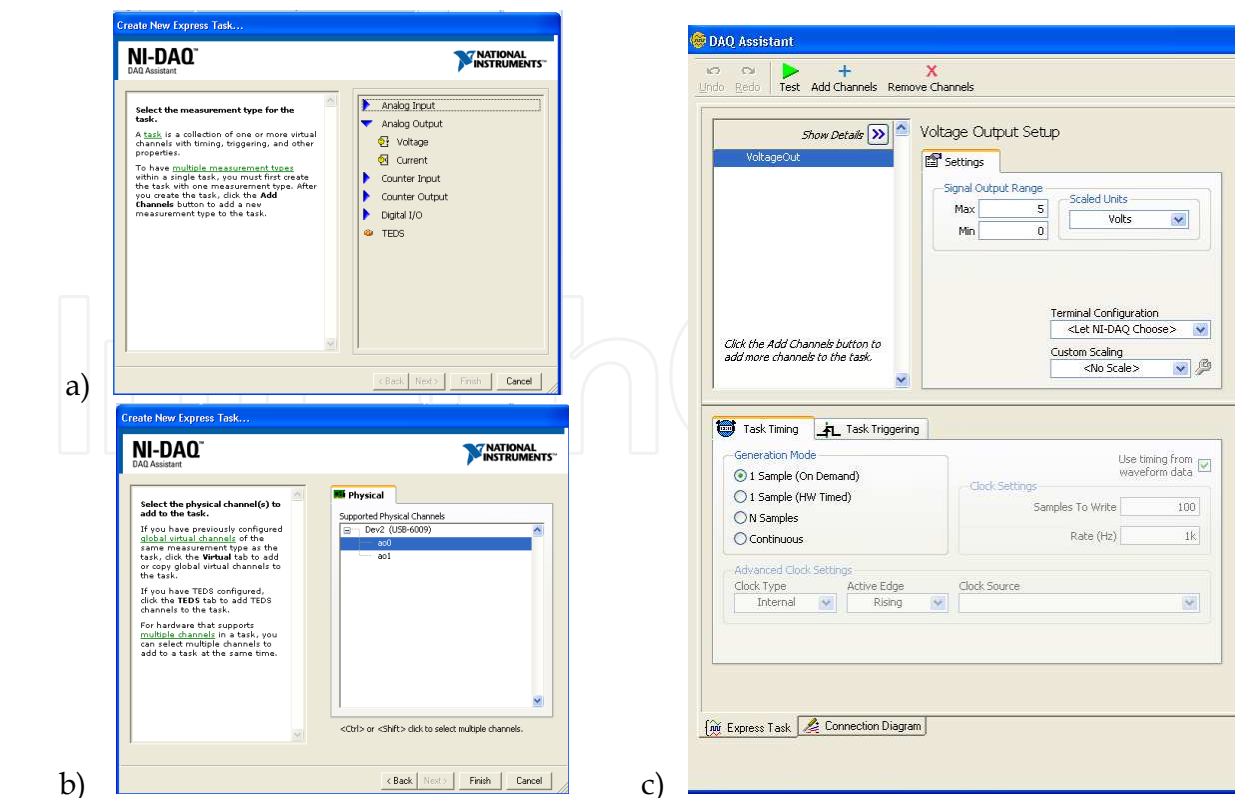 Create New Express Task...
NI-DAQ™
DAQ Assistant
NATIONAL
INSTRUMENTS™
Select the measurement type for the
task.
A task is a collection of one or more virtual
channels with timing, triggering, and other
properties.
To have multiple measurement types
within a single task, you must first create
the task with one measurement type. After
you create the task, click the Add
Channels button to add a new
measurement type to the task.
Analog Input
Analog Output
Voltage
Current
Counter Input
Counter Output
Digital I/O
TEDS
< Back
Next >
Finish
Cancel
a)
Create New Express Task...
NI-DAQ™
DAQ Assistant
NATIONAL
INSTRUMENTS™
Select the physical channel(s) to
add to the task.
If you have previously configured
global virtual channels of the
same measurement type as the
task, click the Virtual tab to add
or copy global virtual channels to
the task.
If you have TEDS configured,
click the TEDS tab to add TEDS
channels to the task.
For hardware that supports
multiple channels in a task, you
can select multiple channels to
add to a task at the same time.
Physical
Supported Physical Channels
Dev2 (USB-6009)
ao0
ao1
<Ctrl> or <Shift> click to select multiple channels.
< Back
Next >
Finish
Cancel
b)
DAQ Assistant
Undo
Redo
Test
Add Channels
Remove Channels
Show Details
VoltageOut
Click the Add Channels button to
add more channels to the task.
Voltage Output Setup
Settings
Signal Output Range
Max
5
Min
0
Scaled Units
Volts
Terminal Configuration
<Let NI-DAQ Choose>
Custom Scaling
<No Scale>
Task Timing
Task Triggering
Generation Mode
1 Sample (On Demand)
1 Sample (HW Timed)
N Samples
Continuous
Use timing from
waveform data
Clock Settings
Samples To Write
100
Rate (Hz)
1k
Advanced Clock Settings
Clock Type
Internal
Active Edge
Rising
Clock Source
Express Task
Connection Diagram
c)